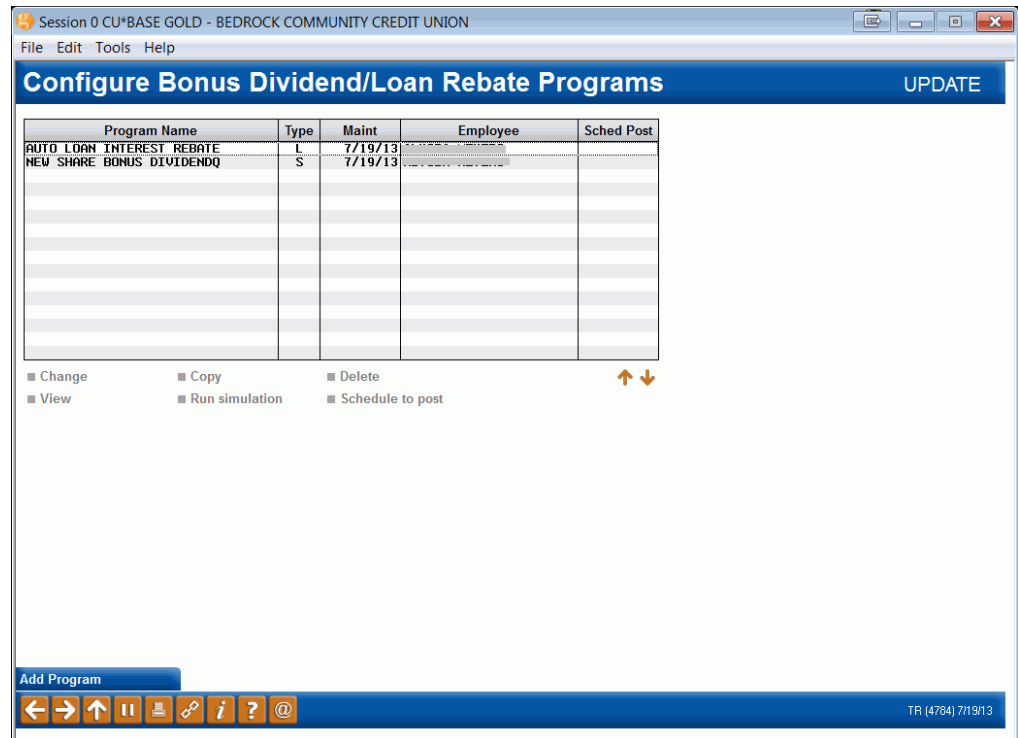 Session 0 CU*BASE GOLD - BEDROCK COMMUNITY CREDIT UNION
File Edit Tools Help
Configure Bonus Dividend/Loan Rebate Programs UPDATE
Program Name Type Maint Employee Sched Post
AUTO LOAN INTEREST REBATE L 7/19/13
NEW SHARE BONUS DIVIDENDQ S 7/19/13
Change Copy Delete
View Run simulation Schedule to post
Add Program
i ? @
TR (4784) 7/19/13